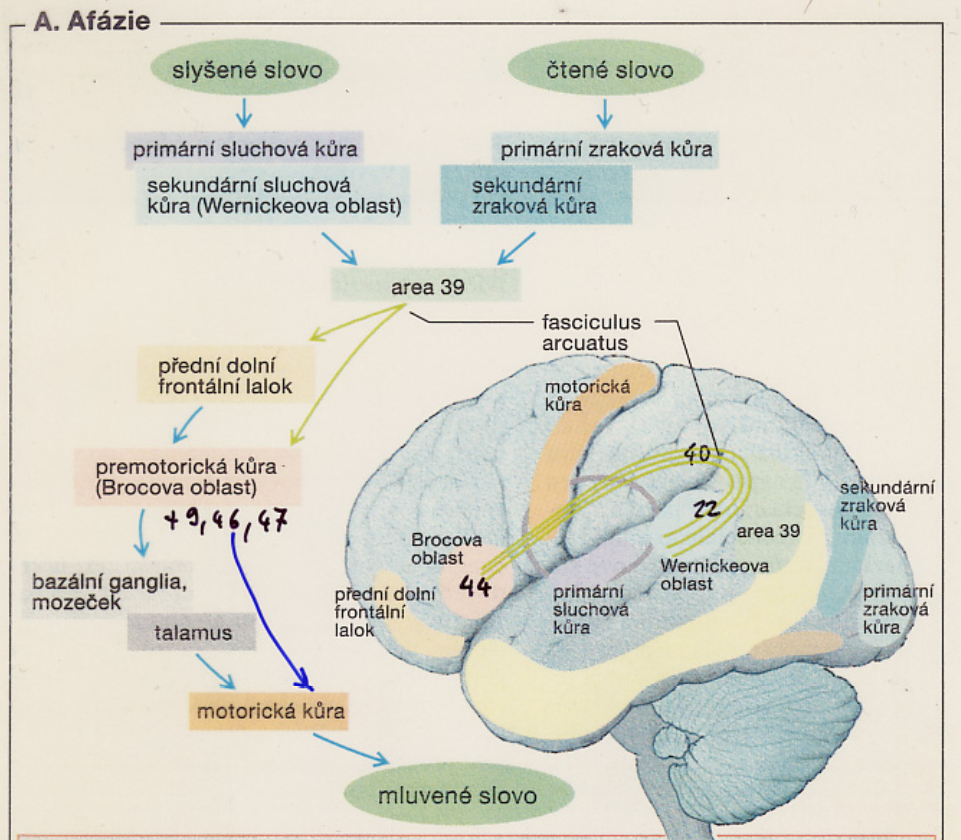 A. Afázie
slyšené slovo
čtené slovo
primární sluchová kůra
primární zraková kůra
sekundární sluchová
kůra (Wernickeova oblast)
sekundární
zraková kůra
area 39
fasciculus
arcuatus
přední dolní
frontální lalok
motorická
kůra
premotorická kůra
(Brocova oblast)
+ 9, 46, 47
bazální ganglia,
mozeček
talamus
motorická kůra
mluvené slovo
40
22
44
sekundární
zraková
kůra
area 39
Brocova
oblast
Wernickeova
oblast
přední dolní
frontální
lalok
primární
sluchová
kůra
primární
zraková
kůra